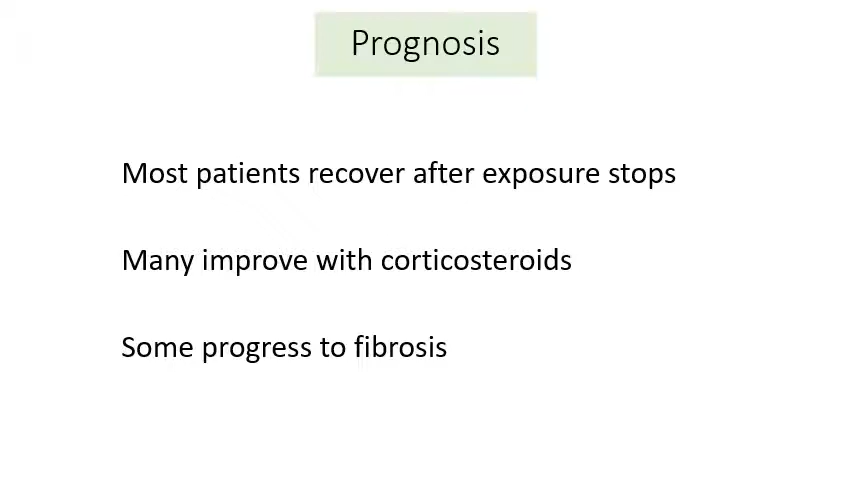 Prognosis
Most patients recover after exposure stops
Many improve with corticosteroids
Some progress to fibrosis